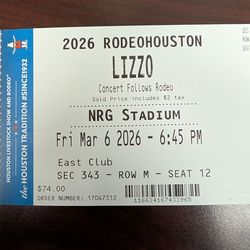 HOUSTON LIVESTOCK SHOW AND RODEO
the HOUSTON TRADITION #SINCE1932
2026 RODEOHOUSTON
LIZZO
Concert Follows Rodeo
Sold Price includes $2 tax
NRG STADIUM
Fri Mar 6 2026 - 6:45 PM
East Club
SEC 343 - ROW M - SEAT 12
$74.00
ORDER NUMBER: 17047312